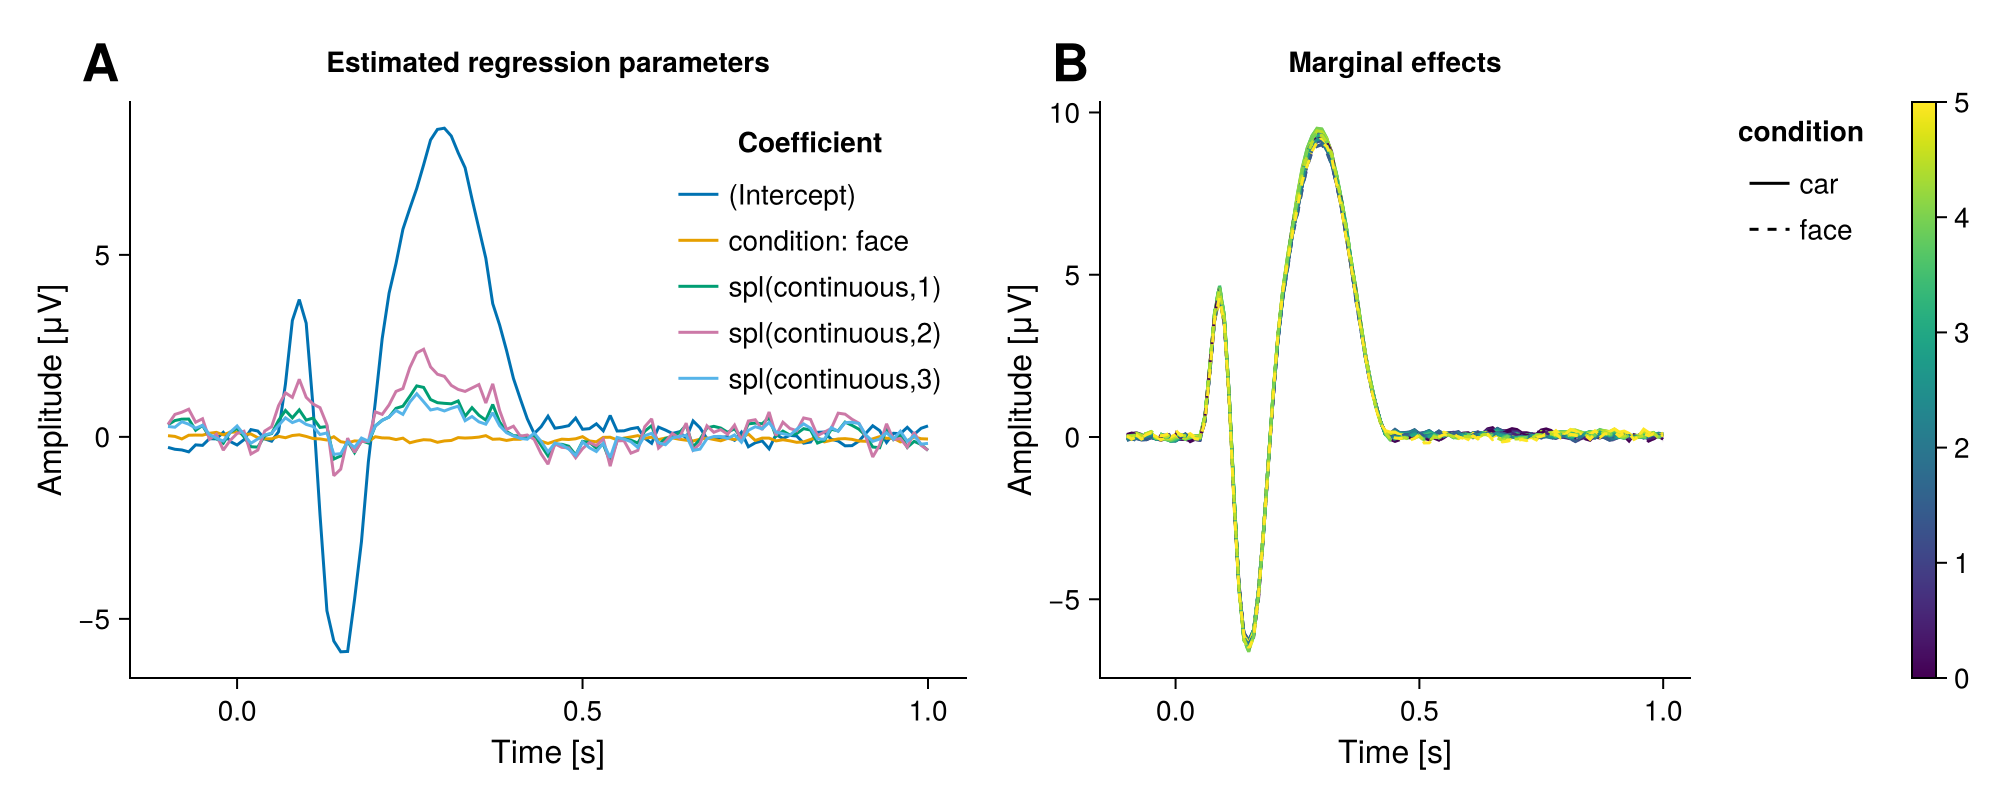 A
Estimated regression parameters
Amplitude [µV]
5
0
−5
0.0
0.5
1.0
Time [s]
Coefficient
(Intercept)
condition: face
spl(continuous,1)
spl(continuous,2)
spl(continuous,3)
B
Marginal effects
Amplitude [µV]
10
5
0
−5
0.0
0.5
1.0
Time [s]
condition
car
face
5
4
3
2
1
0